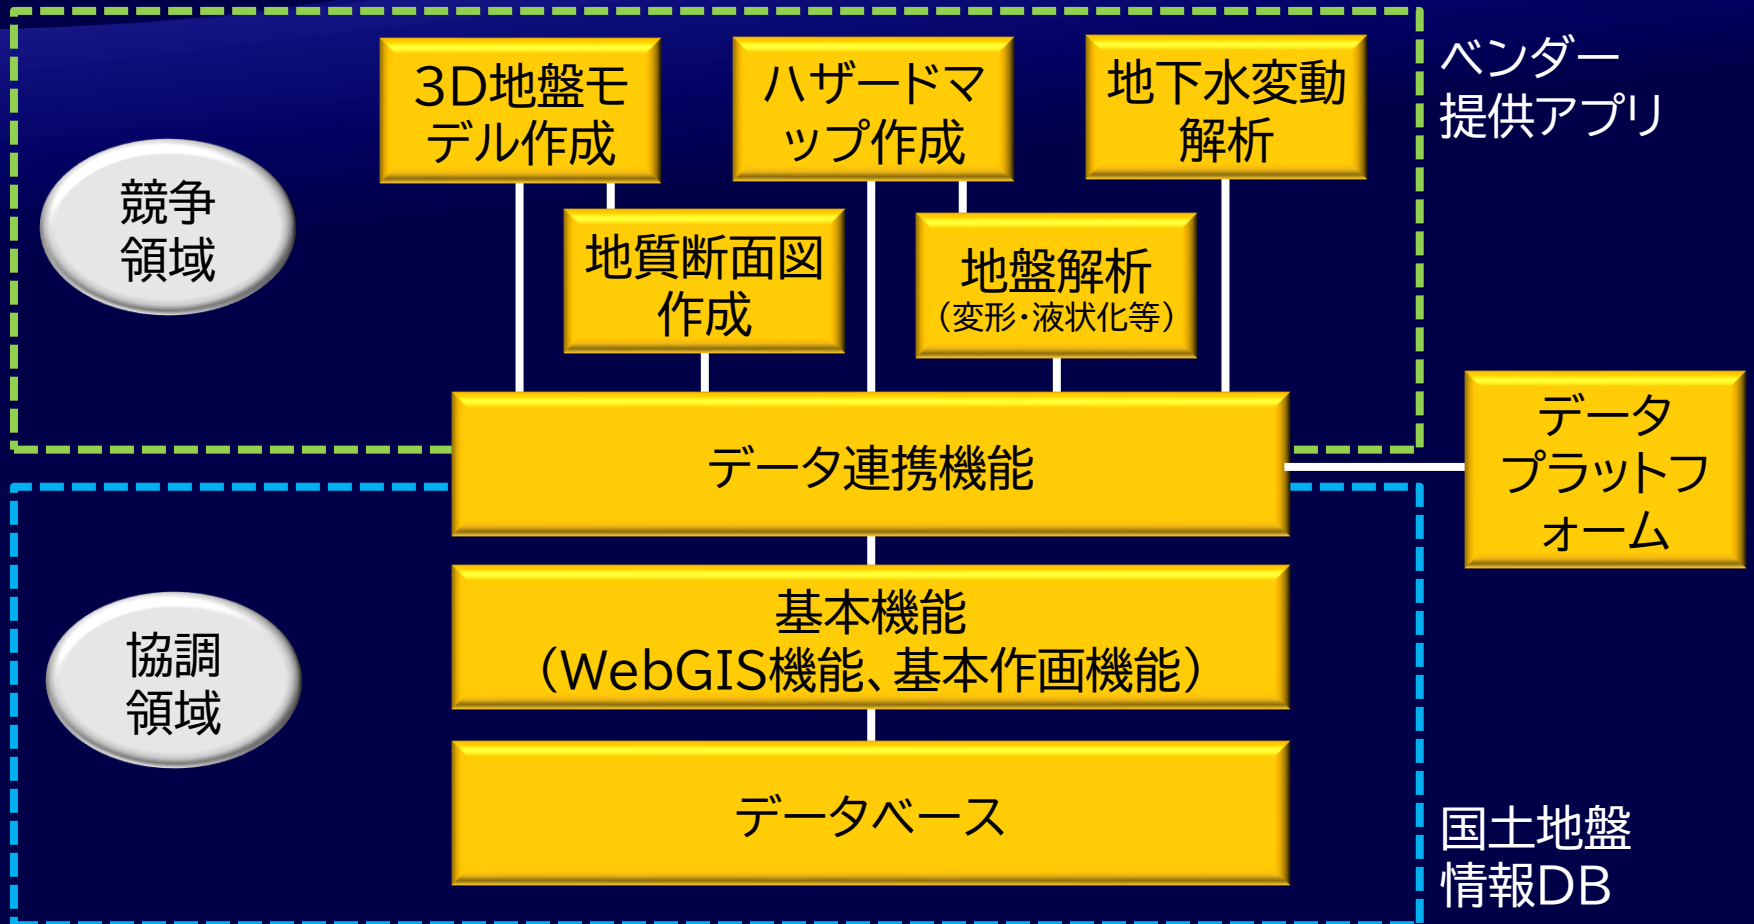 3D地盤モ
デル作成
ハザードマ
ップ作成
地下水変動
解析
ベンダー
提供アプリ
競争
領域
地質断面図
作成
地盤解析
（変形・液状化等）
データ連携機能
データ
プラットフ
ォーム
基本機能
（WebGIS機能、基本作画機能）
協調
領域
データベース
国土地盤
情報DB